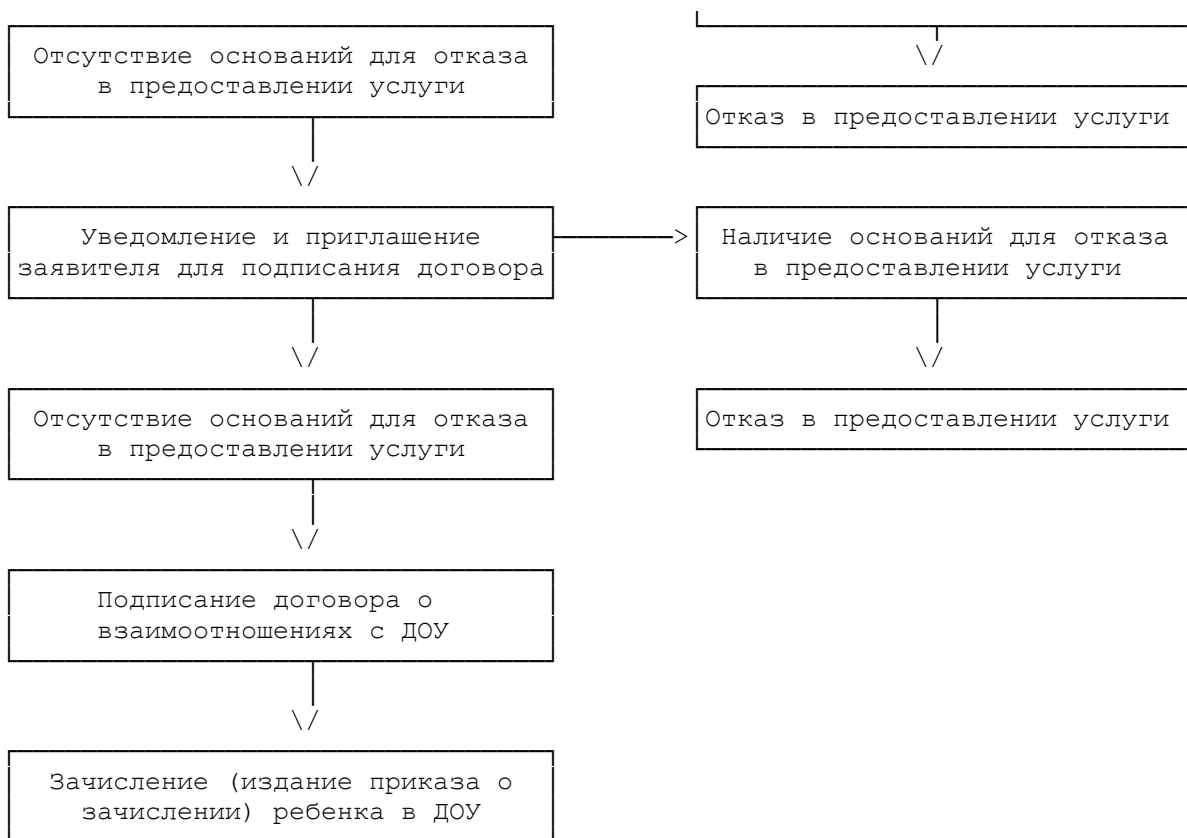 Отсутствие оснований для отказа
в предоставлении услуги
Отказ в предоставлении услуги
Уведомление и приглашение
заявителя для подписания договора
Наличие оснований для отказа
в предоставлении услуги
Отсутствие оснований для отказа
в предоставлении услуги
Отказ в предоставлении услуги
Подписание договора о
взаимоотношениях с ДОУ
Зачисление (издание приказа о
зачислении) ребенка в ДОУ